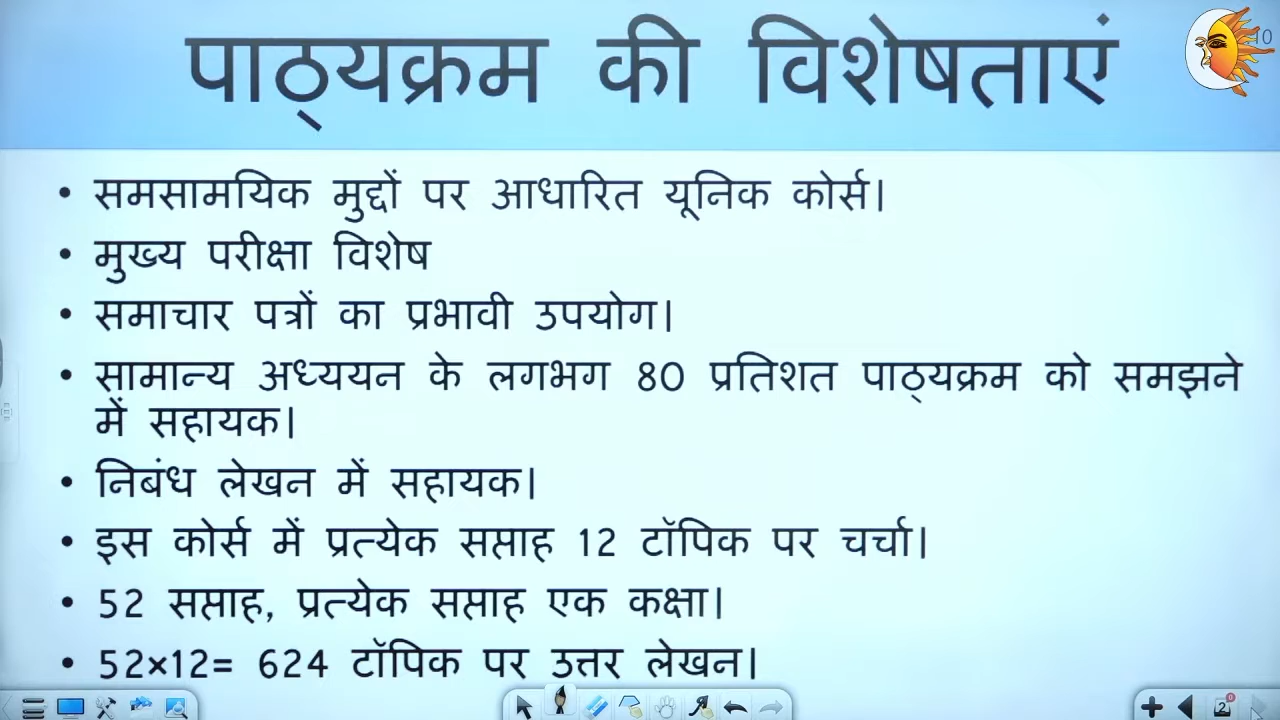 पाठ्यक्रम की विशेषताएं
10
• समसामयिक मुद्दों पर आधारित यूनिक कोर्स।
• मुख्य परीक्षा विशेष
• समाचार पत्रों का प्रभावी उपयोग।
• सामान्य अध्ययन के लगभग 80 प्रतिशत पाठ्यक्रम को समझने
में सहायक।
• निबंध लेखन में सहायक।
• इस कोर्स में प्रत्येक सप्ताह 12 टॉपिक पर चर्चा।
• 52 सप्ताह, प्रत्येक सप्ताह एक कक्षा।
• 52×12= 624 टॉपिक पर उत्तर लेखन।
2